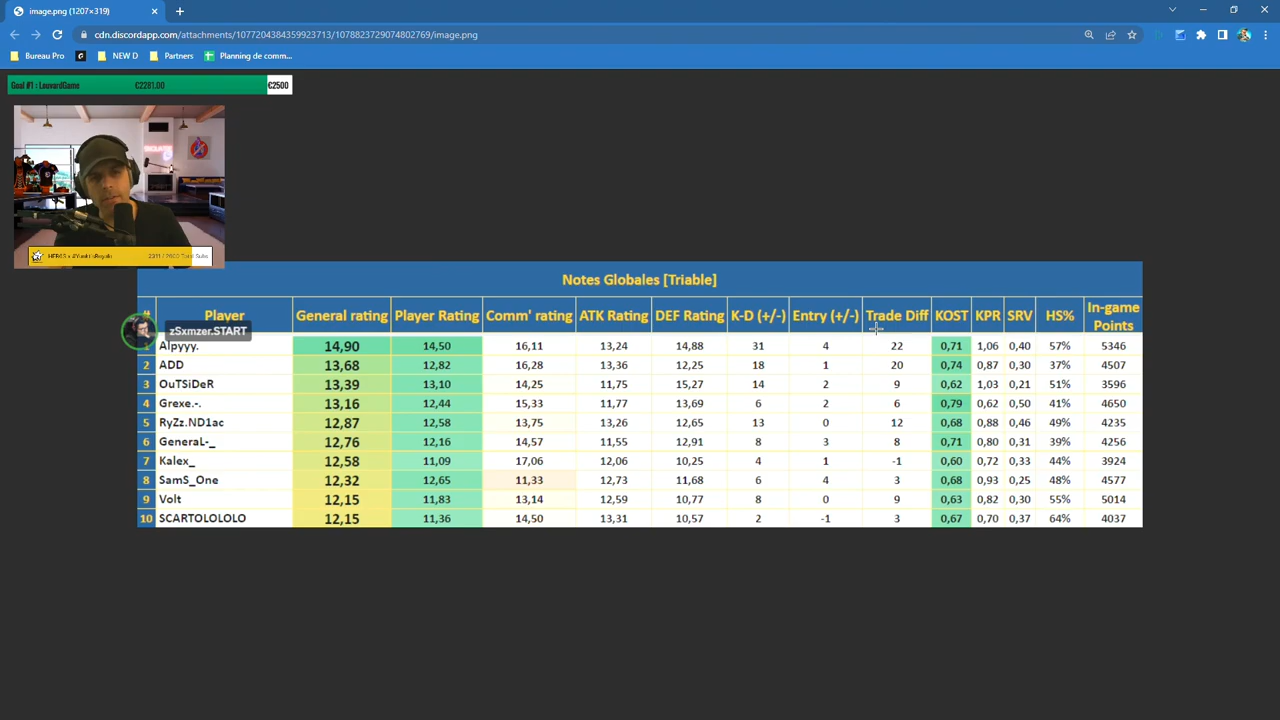 image.png (1207×319)
cdn.discordapp.com/attachments/1077204384359923713/1078823729074802769/image.png
Bureau Pro
NEW D
Partners
Planning de comm...
Goal #1 : LouvardGame €2281.00 €2500
Notes Globales [Triable]
# Player General rating Player Rating Comm' rating ATK Rating DEF Rating K-D (+/-) Entry (+/-) Trade Diff KOST KPR SRV HS% In-game Points
zSxmzer.START
1 Alpyyy. 14,90 14,50 16,11 13,24 14,88 31 4 22 0,71 1,06 0,40 57% 5346
2 ADD 13,68 12,82 16,28 13,36 12,25 18 1 20 0,74 0,87 0,30 37% 4507
3 OuTSiDeR 13,39 13,10 14,25 11,75 15,27 14 2 9 0,62 1,03 0,21 51% 3596
4 Grexe.-. 13,16 12,44 15,33 11,77 13,69 6 2 6 0,79 0,62 0,50 41% 4650
5 RyZz.ND1ac 12,87 12,58 13,75 13,26 12,65 13 0 12 0,68 0,88 0,46 49% 4235
6 GeneraL-_ 12,76 12,16 14,57 11,55 12,91 8 3 8 0,71 0,80 0,31 39% 4256
7 Kalex_ 12,58 11,09 17,06 12,06 10,25 4 1 -1 0,60 0,72 0,33 44% 3924
8 SamS_One 12,32 12,65 11,33 12,73 11,68 6 4 3 0,68 0,93 0,25 48% 4577
9 Volt 12,15 11,83 13,14 12,59 10,77 8 0 9 0,63 0,82 0,30 55% 5014
10 SCARTOLOLOLO 12,15 11,36 14,50 13,31 10,57 2 -1 3 0,67 0,70 0,37 64% 4037